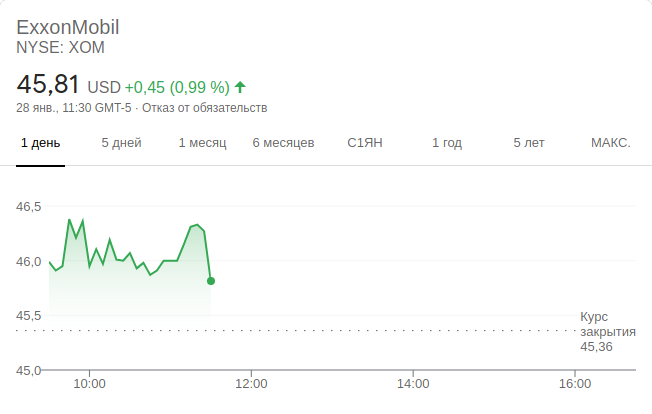 ExxonMobil
NYSE: XOM
45,81 USD +0,45 (0,99 %)
28 янв., 11:30 GMT-5 · Отказ от обязательств
1 день 5 дней 1 месяц 6 месяцев С1ЯН 1 год 5 лет МАКС.
46,5
46,0
45,5
Курс
закрытия
45,36
45,0
10:00 12:00 14:00 16:00